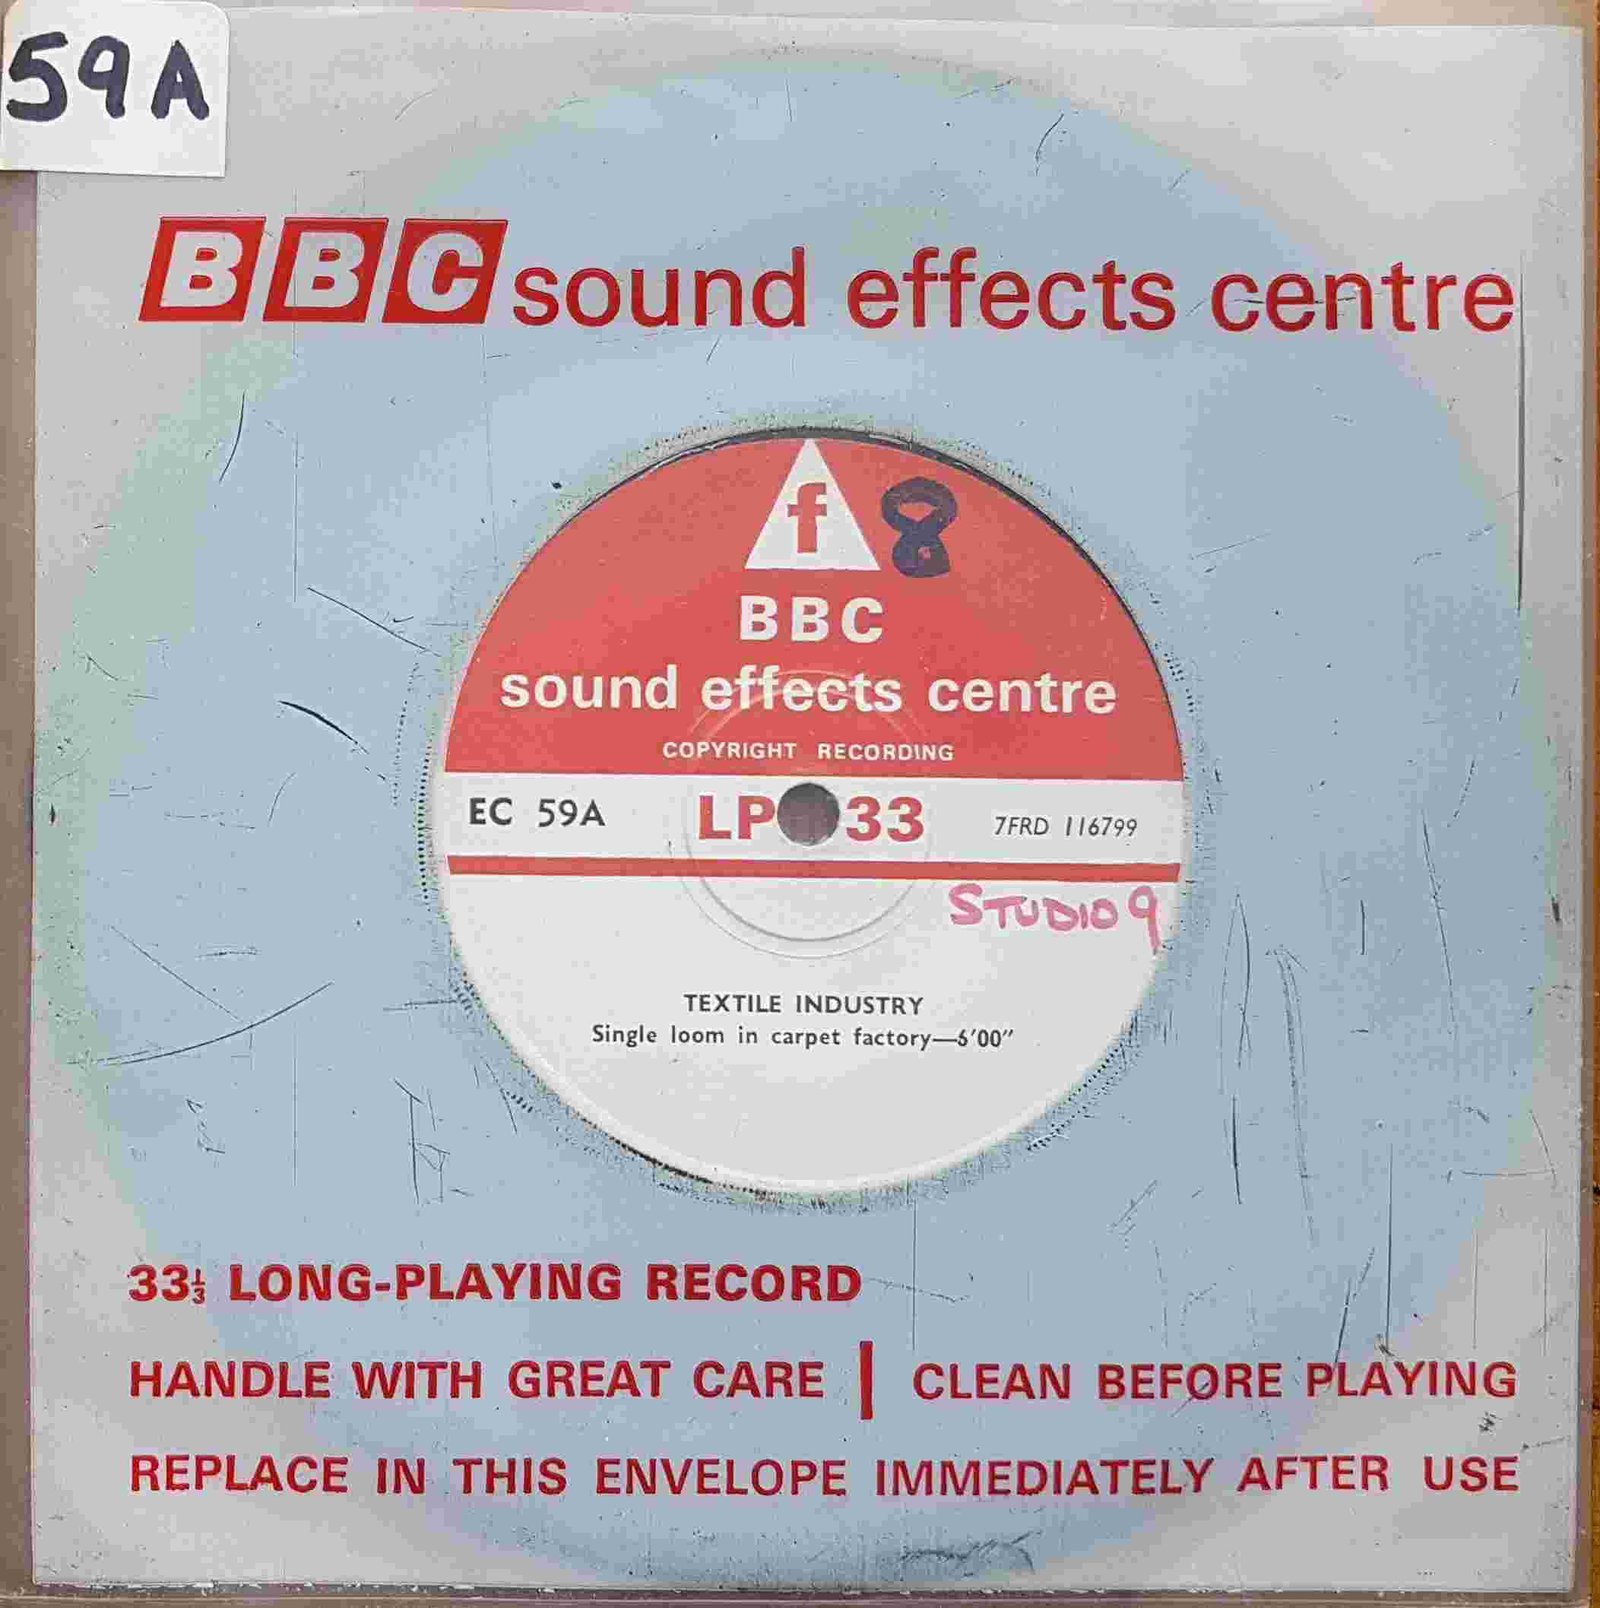 59A
BBC sound effects centre
f 8
BBC
sound effects centre
COPYRIGHT RECORDING
EC 59A LP 33 7FRD 116799
STUDIO 9
TEXTILE INDUSTRY
Single loom in carpet factory—6'00"
33⅓ LONG-PLAYING RECORD
HANDLE WITH GREAT CARE | CLEAN BEFORE PLAYING
REPLACE IN THIS ENVELOPE IMMEDIATELY AFTER USE